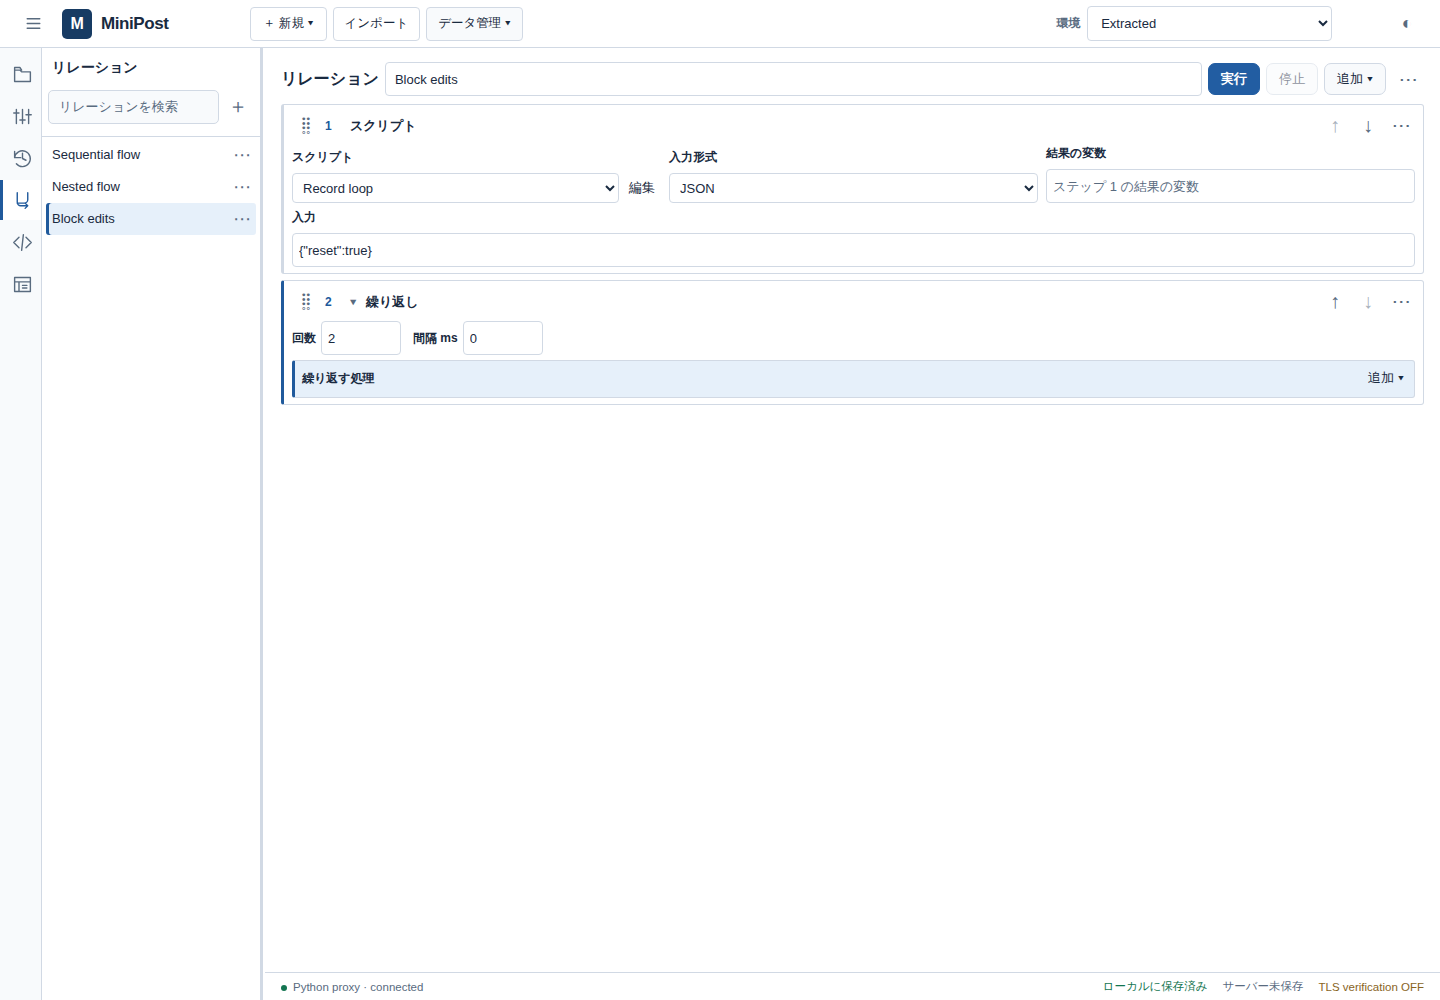 M MiniPost ＋ 新規 ▾ インポート データ管理 ▾ 環境 Extracted
リレーション
リレーションを検索 ＋
Sequential flow ···
Nested flow ···
Block edits ···
リレーション Block edits 実行 停止 追加 ▾ ···
1 スクリプト ↑ ↓ ···
スクリプト 入力形式 結果の変数
Record loop 編集 JSON ステップ 1 の結果の変数
入力
{"reset":true}
2 ▾ 繰り返し ↑ ↓ ···
回数 2 間隔 ms 0
繰り返す処理 追加 ▾
Python proxy · connected ローカルに保存済み サーバー未保存 TLS verification OFF